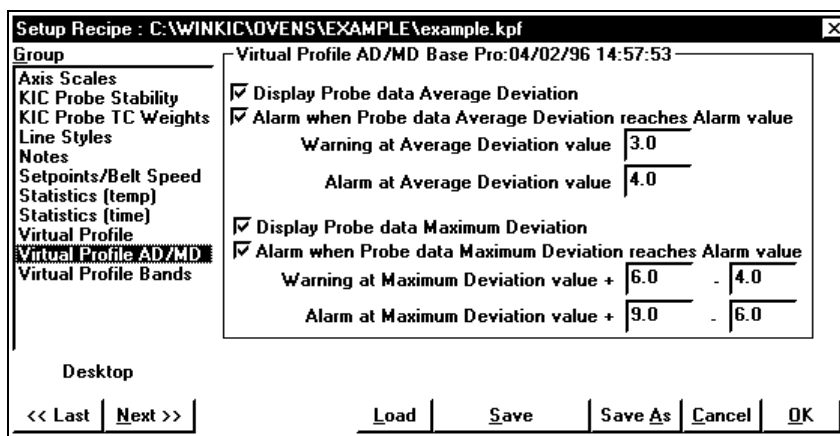 Setup Recipe : C:\WINKIC\OVENS\EXAMPLE\example.kpf
Group
Axis Scales
KIC Probe Stability
KIC Probe TC Weights
Line Styles
Notes
Setpoints/Belt Speed
Statistics (temp)
Statistics (time)
Virtual Profile
Virtual Profile AD/MD
Virtual Profile Bands
Desktop
Virtual Profile AD/MD Base Pro:04/02/96 14:57:53
Display Probe data Average Deviation
Alarm when Probe data Average Deviation reaches Alarm value
Warning at Average Deviation value 3.0
Alarm at Average Deviation value 4.0
Display Probe data Maximum Deviation
Alarm when Probe data Maximum Deviation reaches Alarm value
Warning at Maximum Deviation value + 6.0 - 4.0
Alarm at Maximum Deviation value + 9.0 - 6.0
<< Last Next >> Load Save Save As Cancel OK